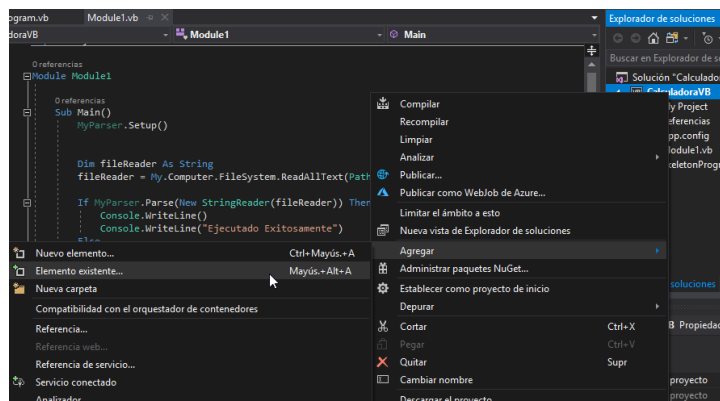 ogram.vb Module1.vb
doraVB Module1 Main
0 referencias
Module Module1
0 referencias
Sub Main()
MyParser.Setup()
Dim fileReader As String
fileReader = My.Computer.FileSystem.ReadAllText(Path
If MyParser.Parse(New StringReader(fileReader)) Then
Console.WriteLine()
Console.WriteLine("Ejecutado Exitosamente")
Else
Nuevo elemento... Ctrl+Mayús.+A
Elemento existente... Mayús.+Alt+A
Nueva carpeta
Compatibilidad con el orquestador de contenedores
Referencia...
Referencia web...
Referencia de servicio...
Servicio conectado
Analizador
Compilar
Recompilar
Limpiar
Analizar
Publicar...
Publicar como WebJob de Azure...
Limitar el ámbito a esto
Nueva vista de Explorador de soluciones
Agregar
Administrar paquetes NuGet...
Establecer como proyecto de inicio
Depurar
Cortar Ctrl+X
Pegar Ctrl+V
Quitar Supr
Cambiar nombre
Descargar el proyecto
Explorador de soluciones
Buscar en Explorador de so
Solución "Calculado
CalculadoraVB
My Project
eferencias
pp.config
Module1.vb
keletonProgr
soluciones
B Propiedad
proyecto
proyecto